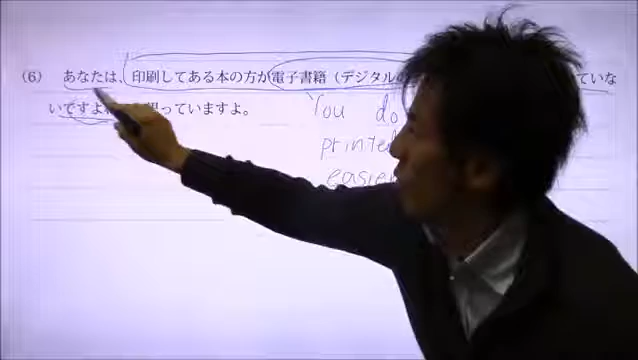 (6) あなたは、印刷してある本の方が電子書籍(デジタルの ていな
いですよ っていますよ。
You do
printed
easier